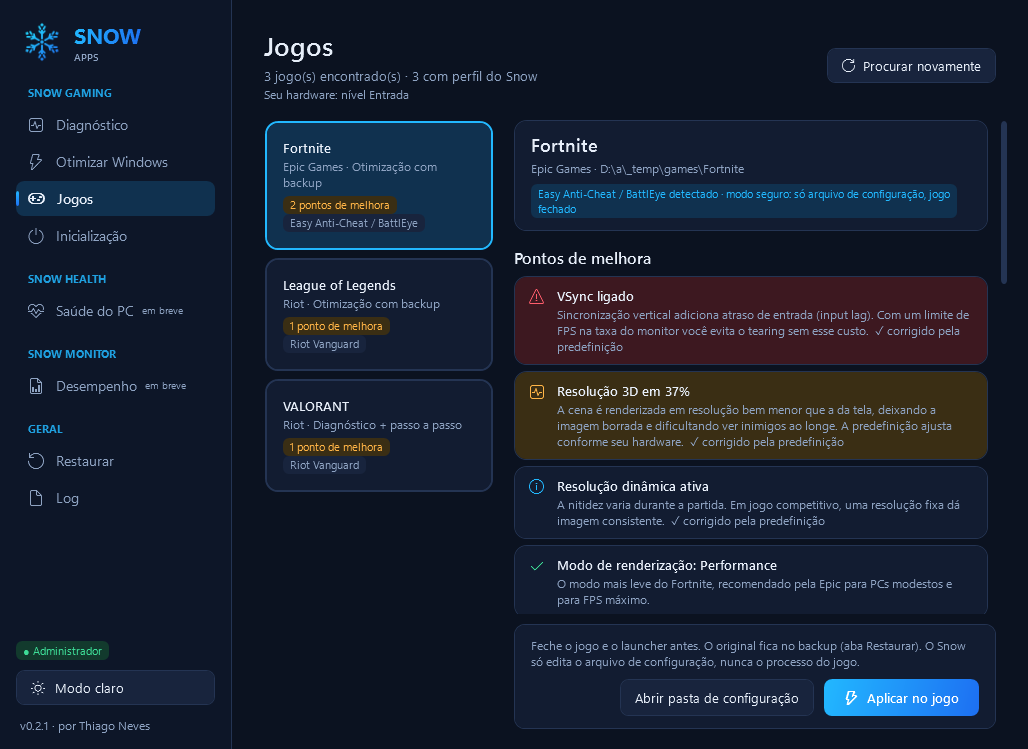 SNOW
APPS
SNOW GAMING
Diagnóstico
Otimizar Windows
Jogos
Inicialização
SNOW HEALTH
Saúde do PC em breve
SNOW MONITOR
Desempenho em breve
GERAL
Restaurar
Log
● Administrador
Modo claro
v0.2.1 · por Thiago Neves
Jogos
3 jogo(s) encontrado(s) · 3 com perfil do Snow
Seu hardware: nível Entrada
Procurar novamente
Fortnite
Epic Games · Otimização com
backup
2 pontos de melhora
Easy Anti-Cheat / BattlEye
League of Legends
Riot · Otimização com backup
1 ponto de melhora
Riot Vanguard
VALORANT
Riot · Diagnóstico + passo a passo
1 ponto de melhora
Riot Vanguard
Fortnite
Epic Games · D:\a\_temp\games\Fortnite
Easy Anti-Cheat / BattlEye detectado · modo seguro: só arquivo de configuração, jogo
fechado
Pontos de melhora
VSync ligado
Sincronização vertical adiciona atraso de entrada (input lag). Com um limite de
FPS na taxa do monitor você evita o tearing sem esse custo. ✓ corrigido pela
predefinição
Resolução 3D em 37%
A cena é renderizada em resolução bem menor que a da tela, deixando a
imagem borrada e dificultando ver inimigos ao longe. A predefinição ajusta
conforme seu hardware. ✓ corrigido pela predefinição
Resolução dinâmica ativa
A nitidez varia durante a partida. Em jogo competitivo, uma resolução fixa dá
imagem consistente. ✓ corrigido pela predefinição
Modo de renderização: Performance
O modo mais leve do Fortnite, recomendado pela Epic para PCs modestos e
para FPS máximo.
Feche o jogo e o launcher antes. O original fica no backup (aba Restaurar). O Snow
só edita o arquivo de configuração, nunca o processo do jogo.
Abrir pasta de configuração
Aplicar no jogo